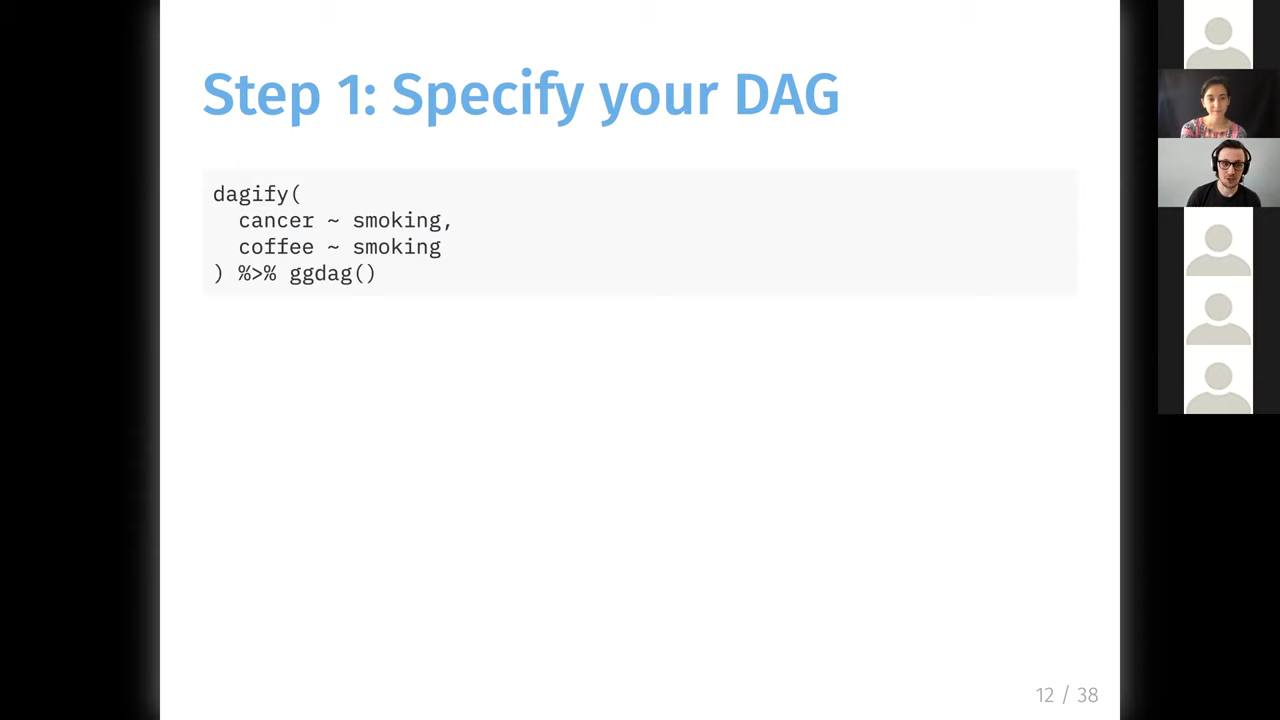 Step 1: Specify your DAG
dagify(
  cancer ~ smoking,
  coffee ~ smoking
) %>% ggdag()
12 / 38